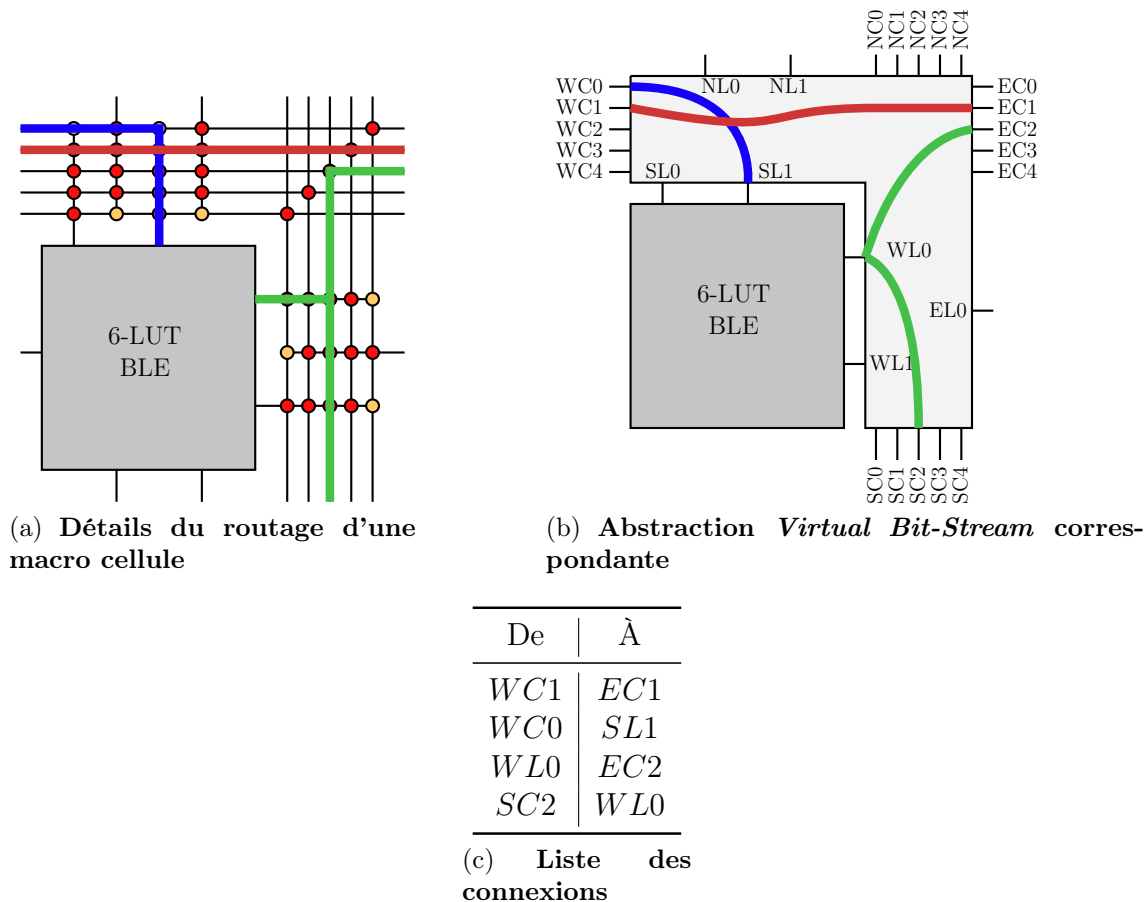 6-LUT
BLE
(a) Détails du routage d'une
macro cellule
NC0
NC1
NC2
NC3
NC4
WC0
WC1
WC2
WC3
WC4
NL0
NL1
EC0
EC1
EC2
EC3
EC4
SL0
SL1
WL0
6-LUT
BLE
EL0
WL1
SC0
SC1
SC2
SC3
SC4
(b) Abstraction Virtual Bit-Stream corres-
pondante
De À
WC1 EC1
WC0 SL1
WL0 EC2
SC2 WL0
(c) Liste des
connexions